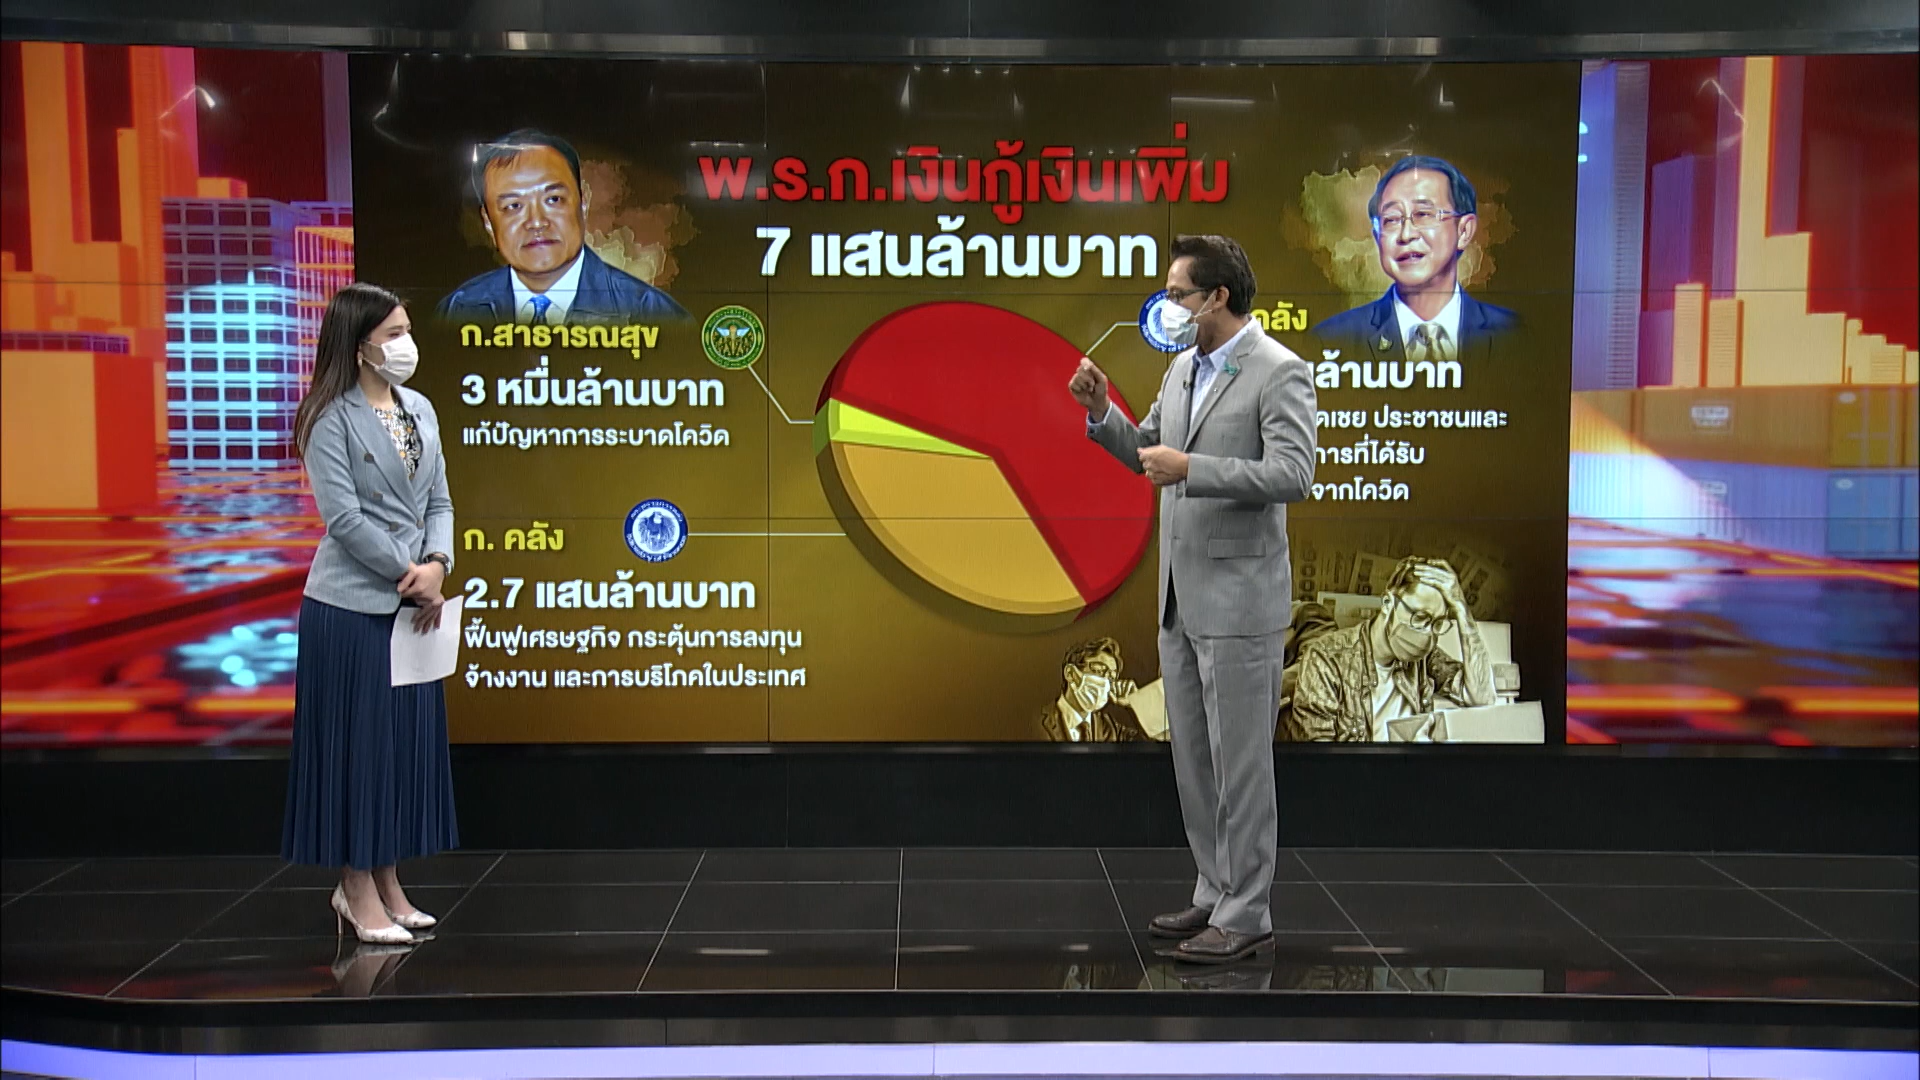 พ.ร.ก.เงินกู้เงินเพิ่ม
7 แสนล้านบาท
ก.สาธารณสุข
3 หมื่นล้านบาท
แก้ปัญหาการระบาดโควิด
ก. คลัง
2.7 แสนล้านบาท
ฟื้นฟูเศรษฐกิจ กระตุ้นการลงทุน
จ้างงาน และการบริโภคในประเทศ
คลัง
ล้านบาท
ดเชย ประชาชนและ
การที่ได้รับ
จากโควิด